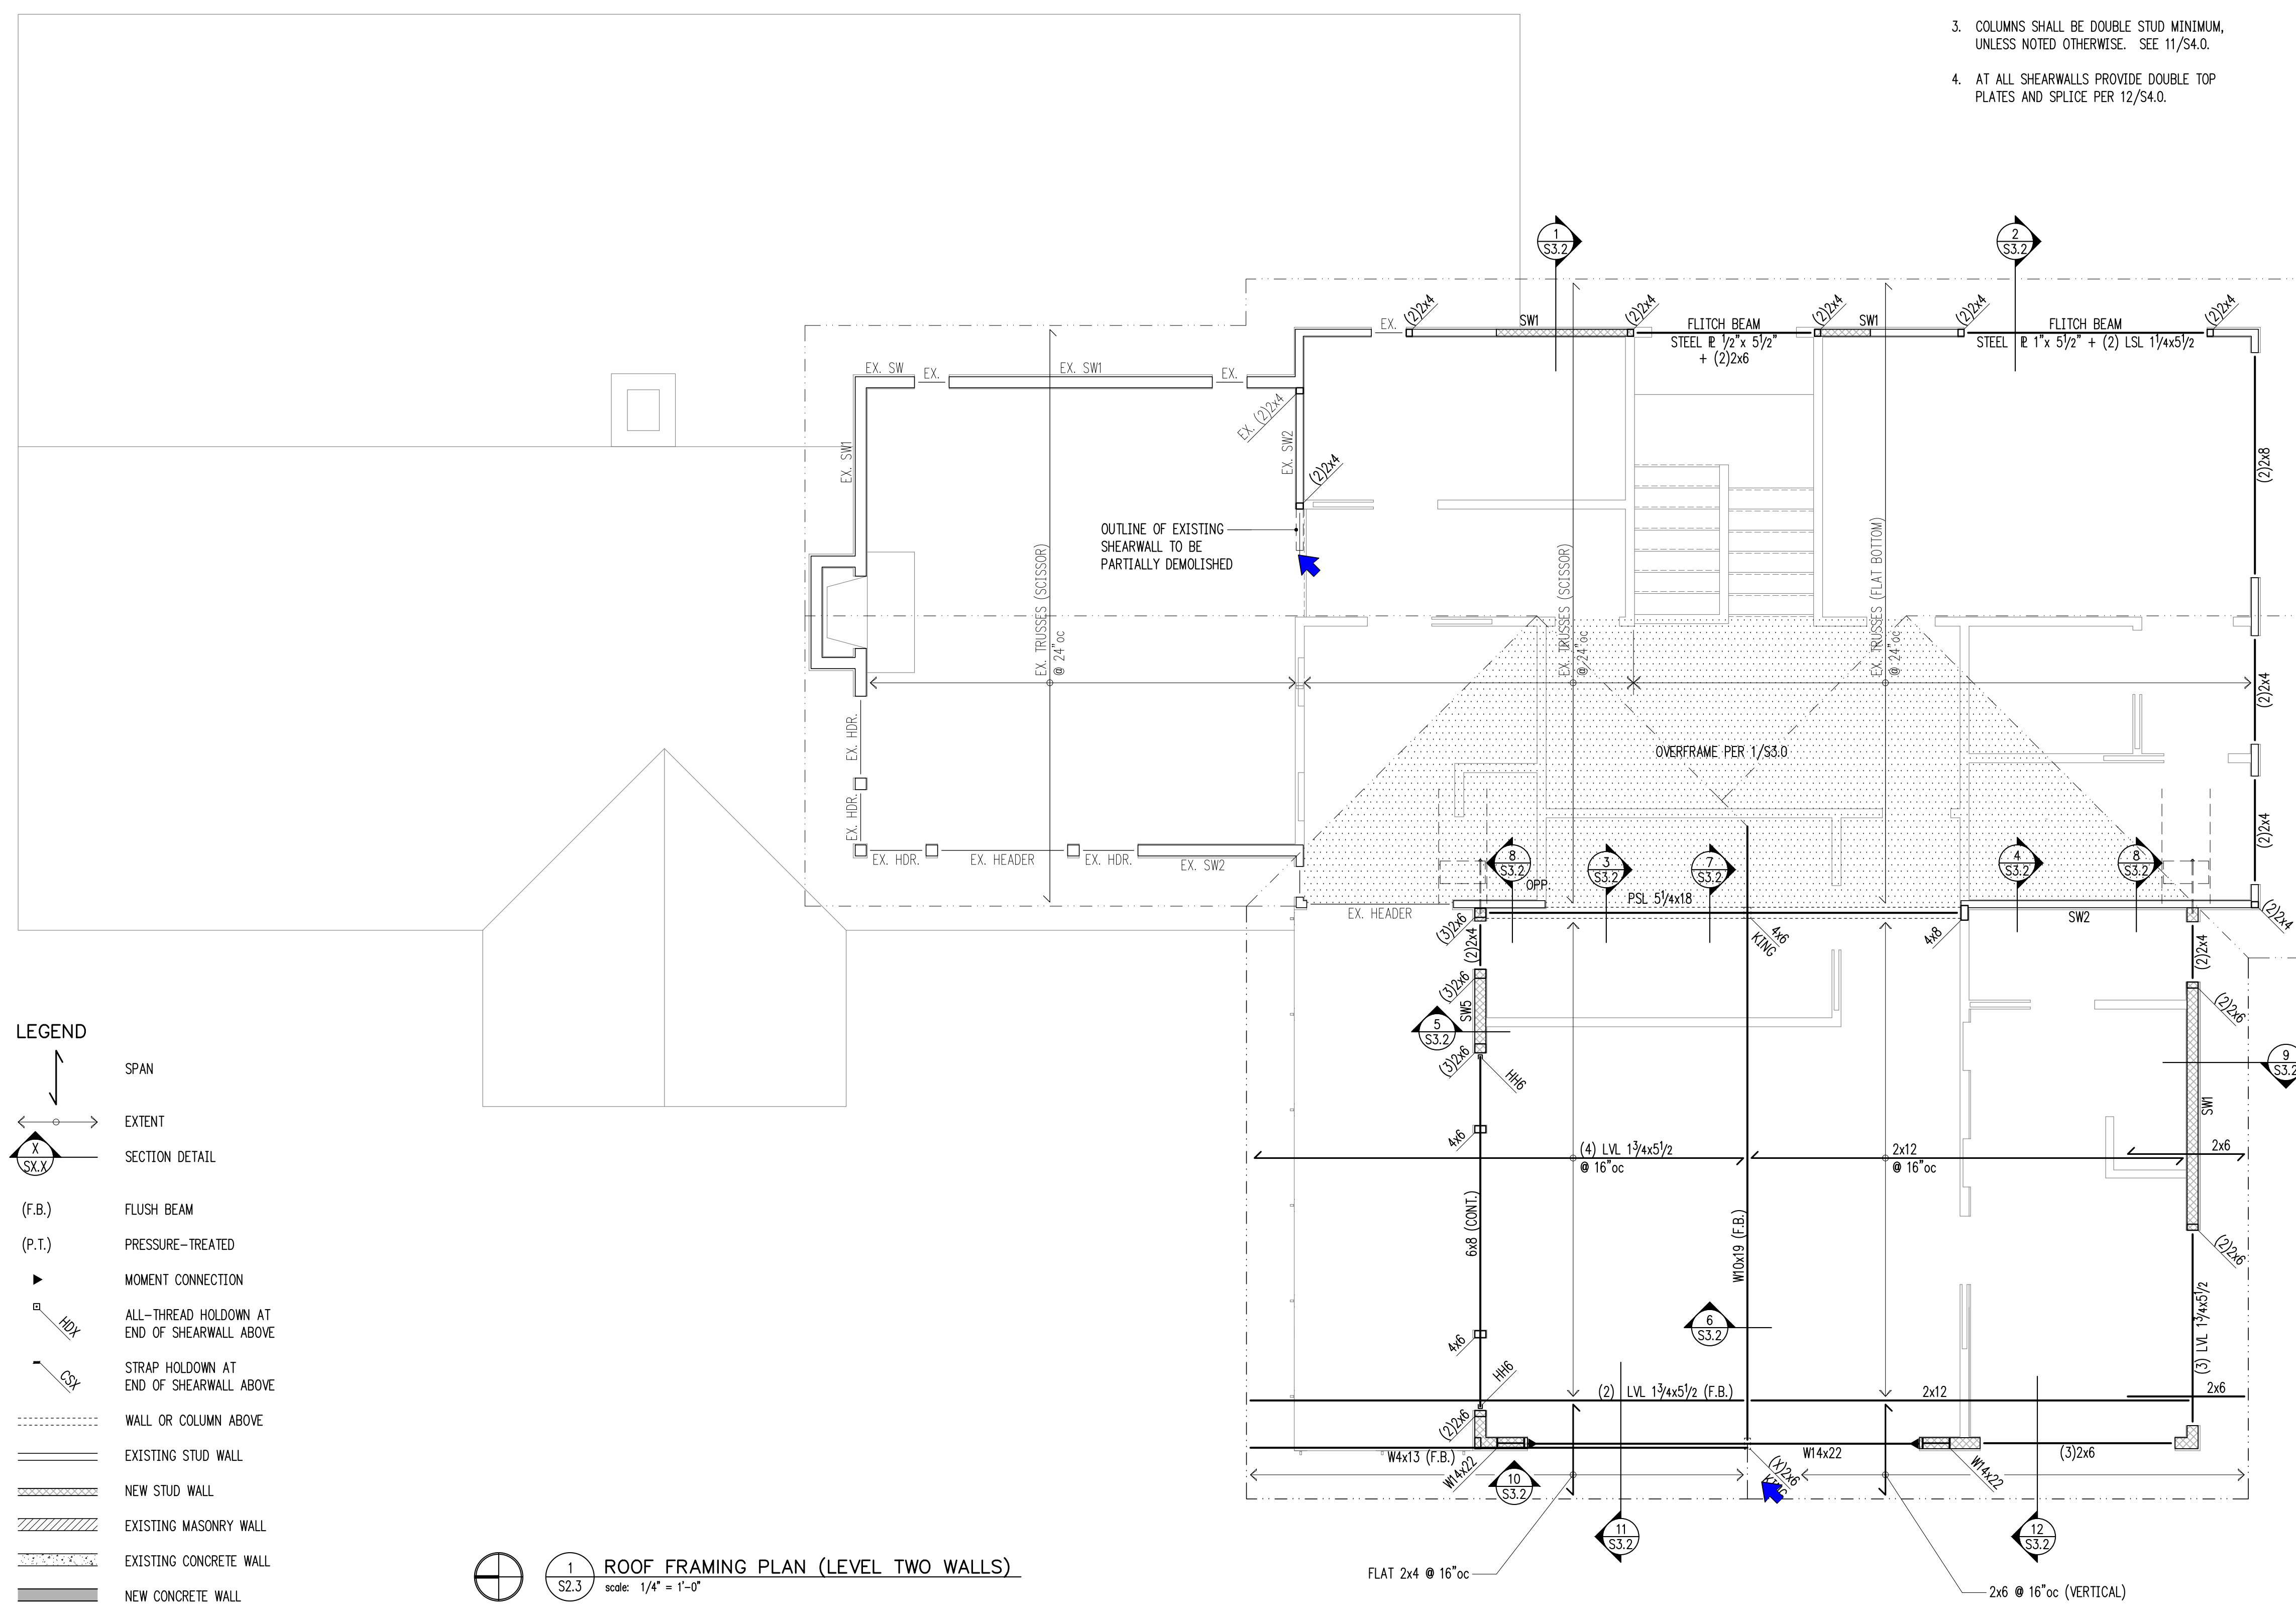 3. COLUMNS SHALL BE DOUBLE STUD MINIMUM,
UNLESS NOTED OTHERWISE. SEE 11/S4.0.
4. AT ALL SHEARWALLS PROVIDE DOUBLE TOP
PLATES AND SPLICE PER 12/S4.0.
1
S3.2
2
S3.2
EX.
(2)2x4
SW1
(2)2x4
FLITCH BEAM
STEEL ℄ 1/2"x 5 1/2"
+ (2)2x6
(2)2x4
SW1
(2)2x4
FLITCH BEAM
STEEL ℄ 1"x 5 1/2" + (2) LSL 1 1/4x5 1/2
(2)2x4
EX. SW
EX.
EX. SW1
EX.
EX. (2)2x4
EX. SW1
EX. SW2
(2)2x4
(2)2x8
OUTLINE OF EXISTING
SHEARWALL TO BE
PARTIALLY DEMOLISHED
EX. TRUSSES (SCISSOR)
@ 24"oc
EX. TRUSSES (SCISSOR)
@ 24"oc
EX. TRUSSES (FLAT BOTTOM)
@ 24"oc
(2)2x4
OVERFRAME PER 1/S3.0
EX. HDR.
EX. HDR.
(2)2x4
EX. HDR.
EX. HEADER
EX. HDR.
EX. SW2
8
S3.2
3
S3.2
7
S3.2
4
S3.2
8
S3.2
OPP.
PSL 5 1/4x18
EX. HEADER
SW2
(2)2x4
(3)2x6
(2)2x4
4x6
KING
4x8
(2)2x4
(3)2x6
SW5
5
S3.2
(3)2x6
HH6
(2)2x6
9
S3.2
SW1
4x6
(4) LVL 1 3/4x5 1/2
@ 16"oc
2x12
@ 16"oc
2x6
6x8 (CONT.)
W10x19 (F.B.)
(2)2x6
6
S3.2
4x6
(3) LVL 1 3/4x5 1/2
HH6
(2) LVL 1 3/4x5 1/2 (F.B.)
2x12
2x6
(2)2x6
W4x13 (F.B.)
W14x22
W14x22
(X)2x6
W14x22
(3)2x6
10
S3.2
11
S3.2
12
S3.2
FLAT 2x4 @ 16"oc
2x6 @ 16"oc (VERTICAL)
LEGEND
SPAN
EXTENT
X
SX.X
SECTION DETAIL
(F.B.) FLUSH BEAM
(P.T.) PRESSURE-TREATED
MOMENT CONNECTION
HDX
ALL-THREAD HOLDOWN AT
END OF SHEARWALL ABOVE
CSX
STRAP HOLDOWN AT
END OF SHEARWALL ABOVE
WALL OR COLUMN ABOVE
EXISTING STUD WALL
NEW STUD WALL
EXISTING MASONRY WALL
EXISTING CONCRETE WALL
NEW CONCRETE WALL
1
S2.3
ROOF FRAMING PLAN (LEVEL TWO WALLS)
scale: 1/4" = 1'-0"